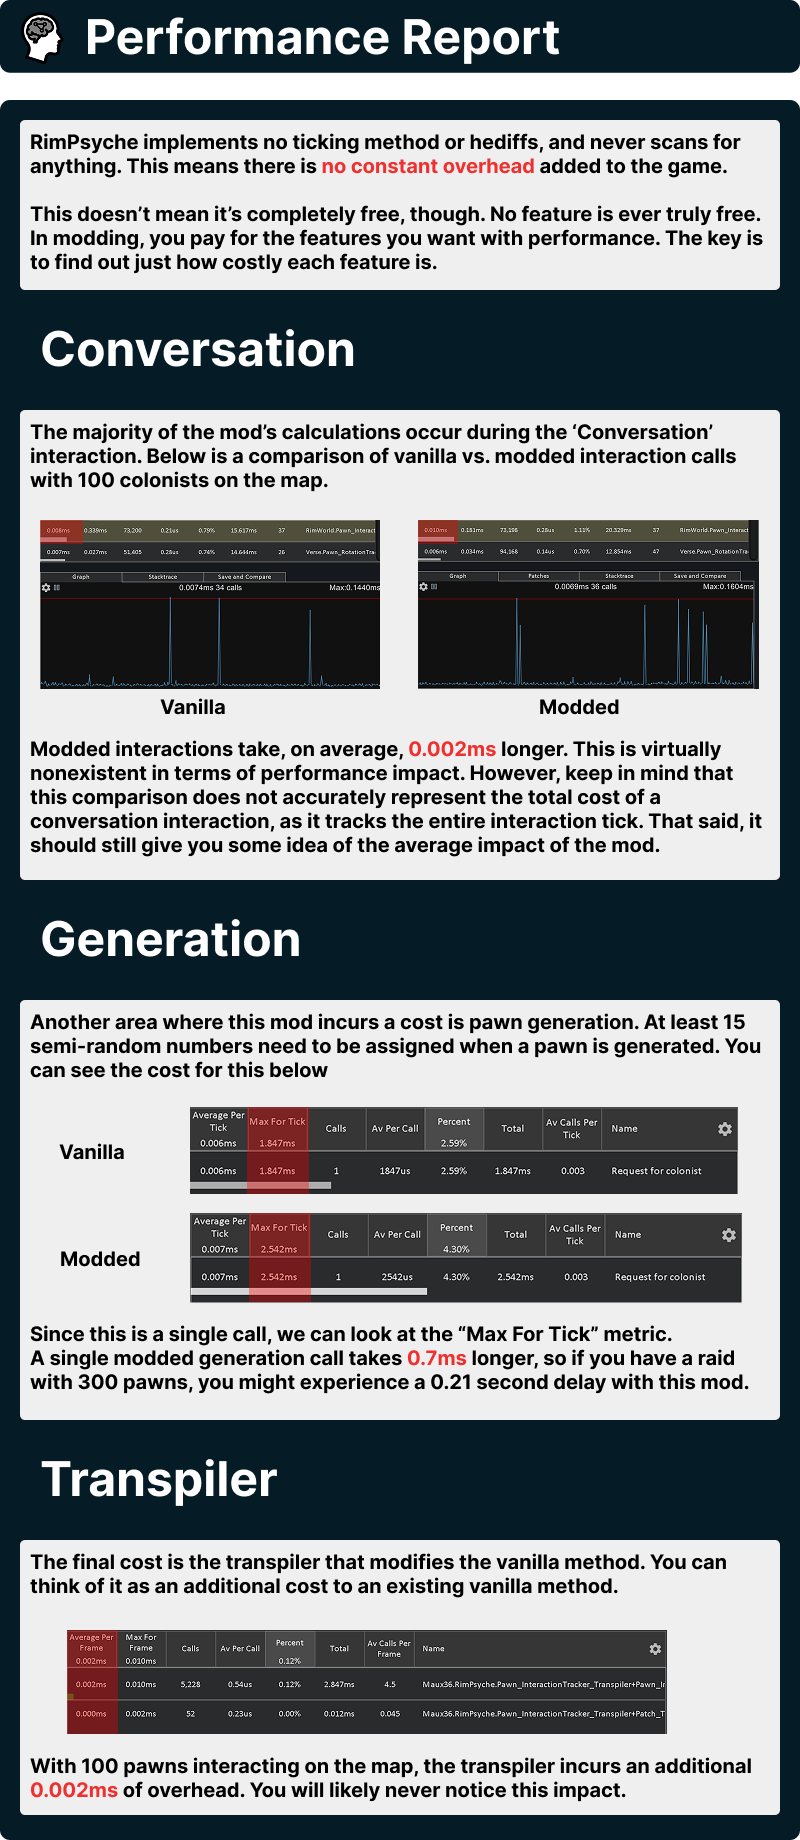 Performance Report
RimPsyche implements no ticking method or hediffs, and never scans for
anything. This means there is no constant overhead added to the game.
This doesn’t mean it’s completely free, though. No feature is ever truly free.
In modding, you pay for the features you want with performance. The key is
to find out just how costly each feature is.
Conversation
The majority of the mod’s calculations occur during the ‘Conversation’
interaction. Below is a comparison of vanilla vs. modded interaction calls
with 100 colonists on the map.
0.008ms 0.339ms 73,200 0.21us 0.79% 15.617ms 37 RimWorld.Pawn_Interact
0.007ms 0.027ms 51,405 0.28us 0.74% 14.644ms 26 Verse.Pawn_RotationTra
Graph Stacktrace Save and Compare
0.0074ms 34 calls Max:0.1440ms
Vanilla
0.010ms 0.181ms 73,198 0.28us 1.11% 20.329ms 37 RimWorld.Pawn_Interact
0.006ms 0.034ms 94,168 0.14us 0.70% 12.854ms 47 Verse.Pawn_RotationTra
Graph Patches Stacktrace Save and Compare
0.0069ms 36 calls Max:0.1604ms
Modded
Modded interactions take, on average, 0.002ms longer. This is virtually
nonexistent in terms of performance impact. However, keep in mind that
this comparison does not accurately represent the total cost of a
conversation interaction, as it tracks the entire interaction tick. That said, it
should still give you some idea of the average impact of the mod.
Generation
Another area where this mod incurs a cost is pawn generation. At least 15
semi-random numbers need to be assigned when a pawn is generated. You
can see the cost for this below
Vanilla
Average Per Tick Max For Tick Calls Av Per Call Percent Total Av Calls Per Tick Name
0.006ms 1.847ms 2.59%
0.006ms 1.847ms 1 1847us 2.59% 1.847ms 0.003 Request for colonist
Modded
Average Per Tick Max For Tick Calls Av Per Call Percent Total Av Calls Per Tick Name
0.007ms 2.542ms 4.30%
0.007ms 2.542ms 1 2542us 4.30% 2.542ms 0.003 Request for colonist
Since this is a single call, we can look at the “Max For Tick” metric.
A single modded generation call takes 0.7ms longer, so if you have a raid
with 300 pawns, you might experience a 0.21 second delay with this mod.
Transpiler
The final cost is the transpiler that modifies the vanilla method. You can
think of it as an additional cost to an existing vanilla method.
Average Per Frame Max For Frame Calls Av Per Call Percent Total Av Calls Per Frame Name
0.002ms 0.010ms 0.12%
0.002ms 0.010ms 5,228 0.54us 0.12% 2.847ms 4.5 Maux36.RimPsyche.Pawn_InteractionTracker_Transpiler+Pawn_In
0.000ms 0.002ms 52 0.23us 0.00% 0.012ms 0.045 Maux36.RimPsyche.Pawn_InteractionTracker_Transpiler+Patch_T
With 100 pawns interacting on the map, the transpiler incurs an additional
0.002ms of overhead. You will likely never notice this impact.